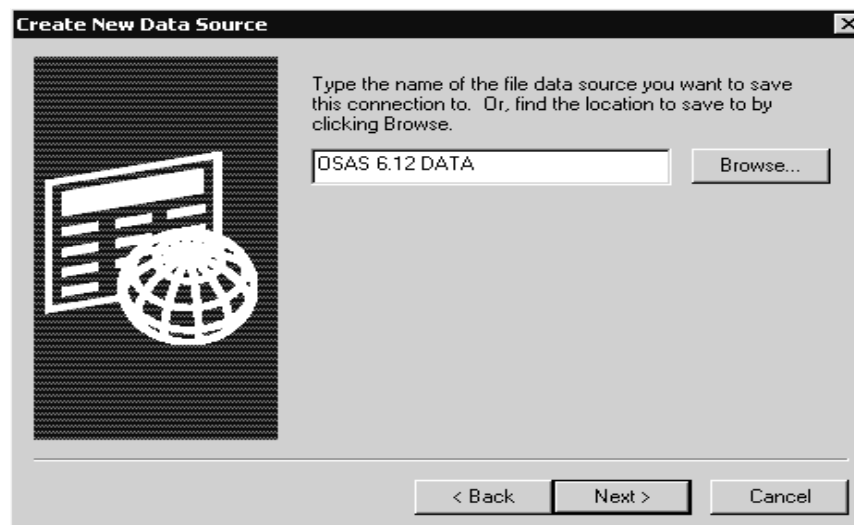 Create New Data Source
Type the name of the file data source you want to save
this connection to. Or, find the location to save to by
clicking Browse.
OSAS 6.12 DATA
Browse...
< Back
Next >
Cancel